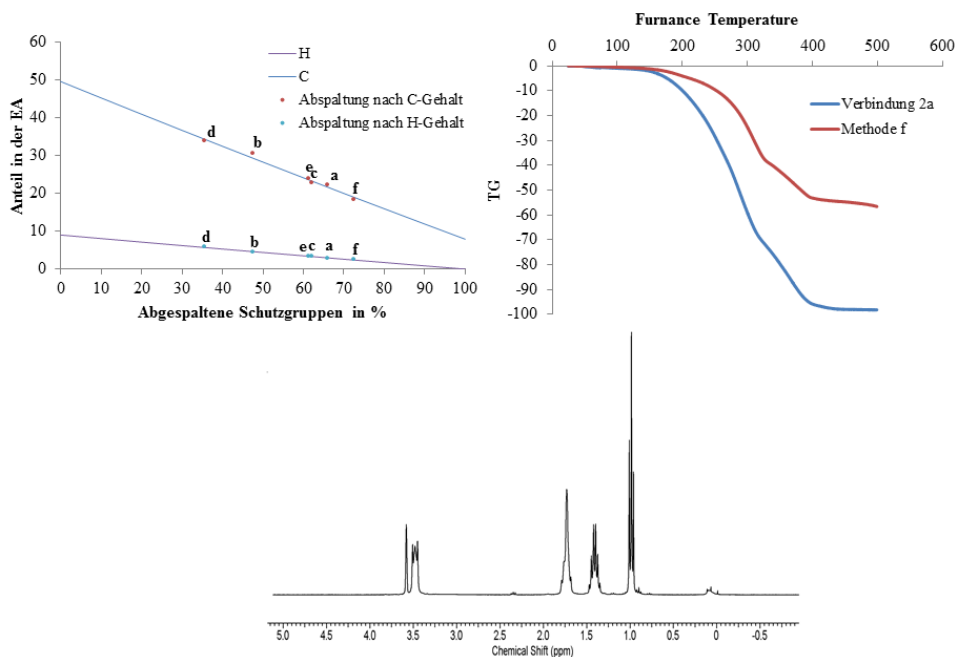 60
50
40
30
20
10
0
Anteil in der EA
H
C
Abspaltung nach C-Gehalt
Abspaltung nach H-Gehalt
d
b
e
c
a
f
d
b
e
c
a
f
0 10 20 30 40 50 60 70 80 90 100
Abgespaltene Schutzgruppen in %
Furnance Temperature
0 100 200 300 400 500 600
0
-10
-20
-30
-40
-50
-60
-70
-80
-90
-100
TG
Verbindung 2a
Methode f
5.0 4.5 4.0 3.5 3.0 2.5 2.0 1.5 1.0 0.5 0 -0.5
Chemical Shift (ppm)